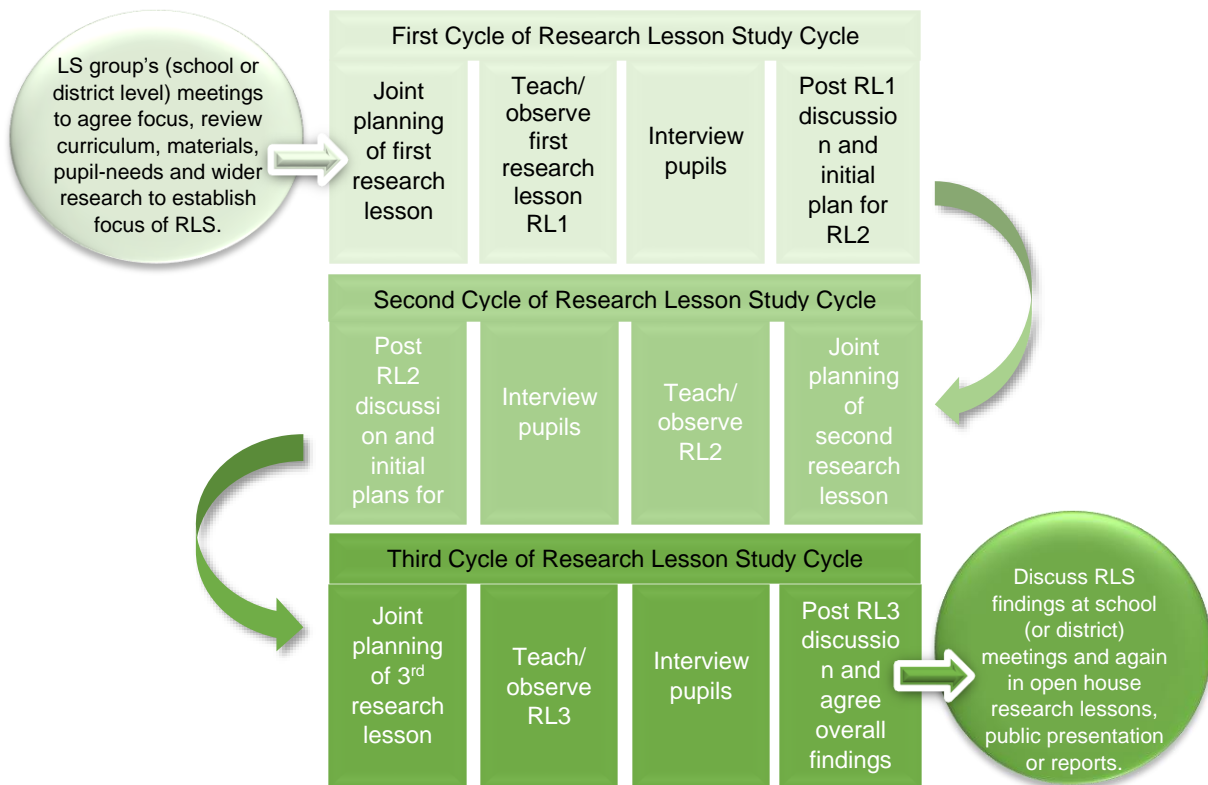 LS group's (school or
district level) meetings
to agree focus, review
curriculum, materials,
pupil-needs and wider
research to establish
focus of RLS.
First Cycle of Research Lesson Study Cycle
Joint
planning
of first
research
lesson
Teach/
observe
first
research
lesson
RL1
Interview
pupils
Post RL1
discussio
n and
initial
plan for
RL2
Second Cycle of Research Lesson Study Cycle
Post
RL2
discussi
on and
initial
plans for
Interview
pupils
Teach/
observe
RL2
Joint
planning
of
second
research
lesson
Third Cycle of Research Lesson Study Cycle
Joint
planning
of 3rd
research
lesson
Teach/
observe
RL3
Interview
pupils
Post RL3
discussio
n and
agree
overall
findings
Discuss RLS
findings at school
(or district)
meetings and again
in open house
research lessons,
public presentation
or reports.